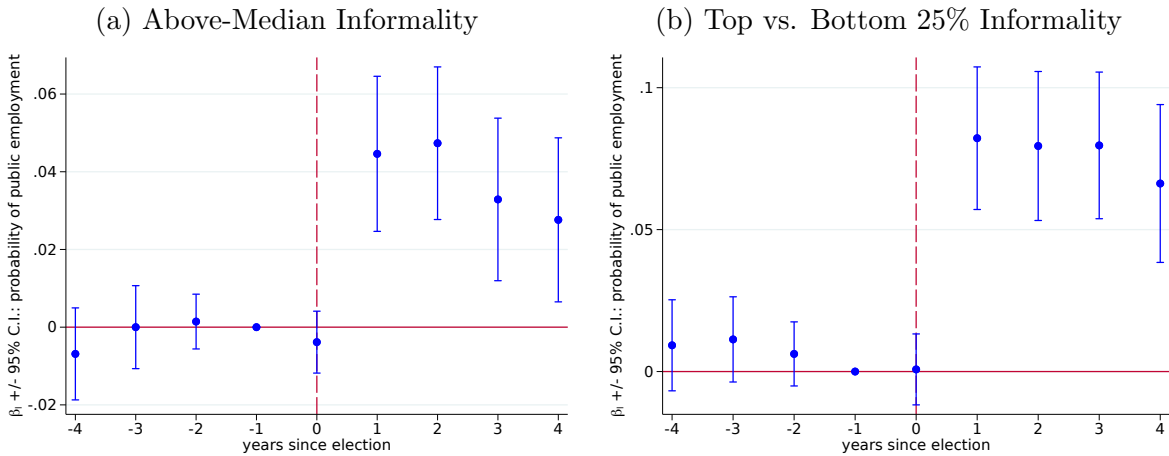 (a) Above-Median Informality
β_l +/- 95% C.I.: probability of public employment
.06
.04
.02
0
-.02
-4 -3 -2 -1 0 1 2 3 4
years since election
(b) Top vs. Bottom 25% Informality
β_l +/- 95% C.I.: probability of public employment
.1
.05
0
-4 -3 -2 -1 0 1 2 3 4
years since election